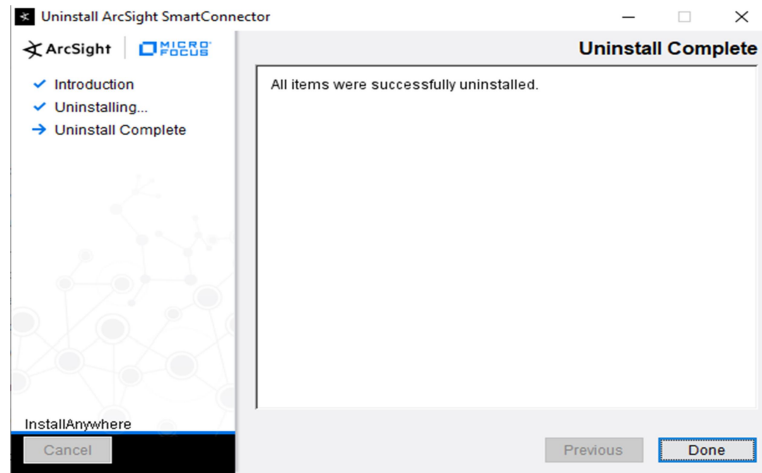 Uninstall ArcSight SmartConnector
ArcSight
MICRO
FOCUS
Uninstall Complete
Introduction
Uninstalling...
Uninstall Complete
All items were successfully uninstalled.
InstallAnywhere
Cancel
Previous
Done